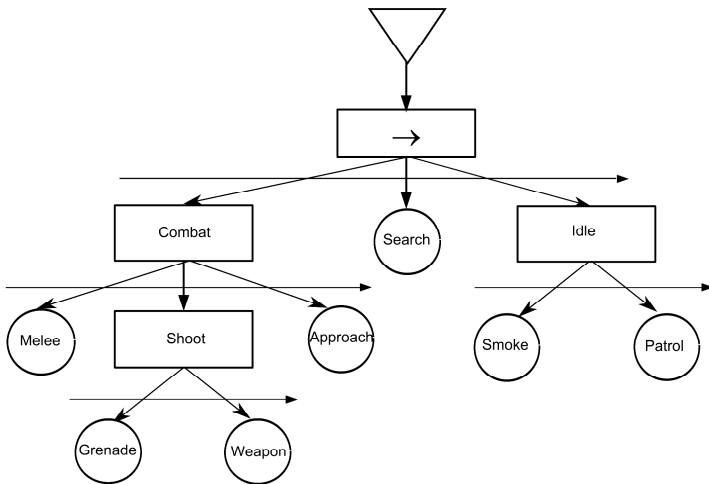 →
Combat
Search
Idle
Melee
Shoot
Approach
Smoke
Patrol
Grenade
Weapon